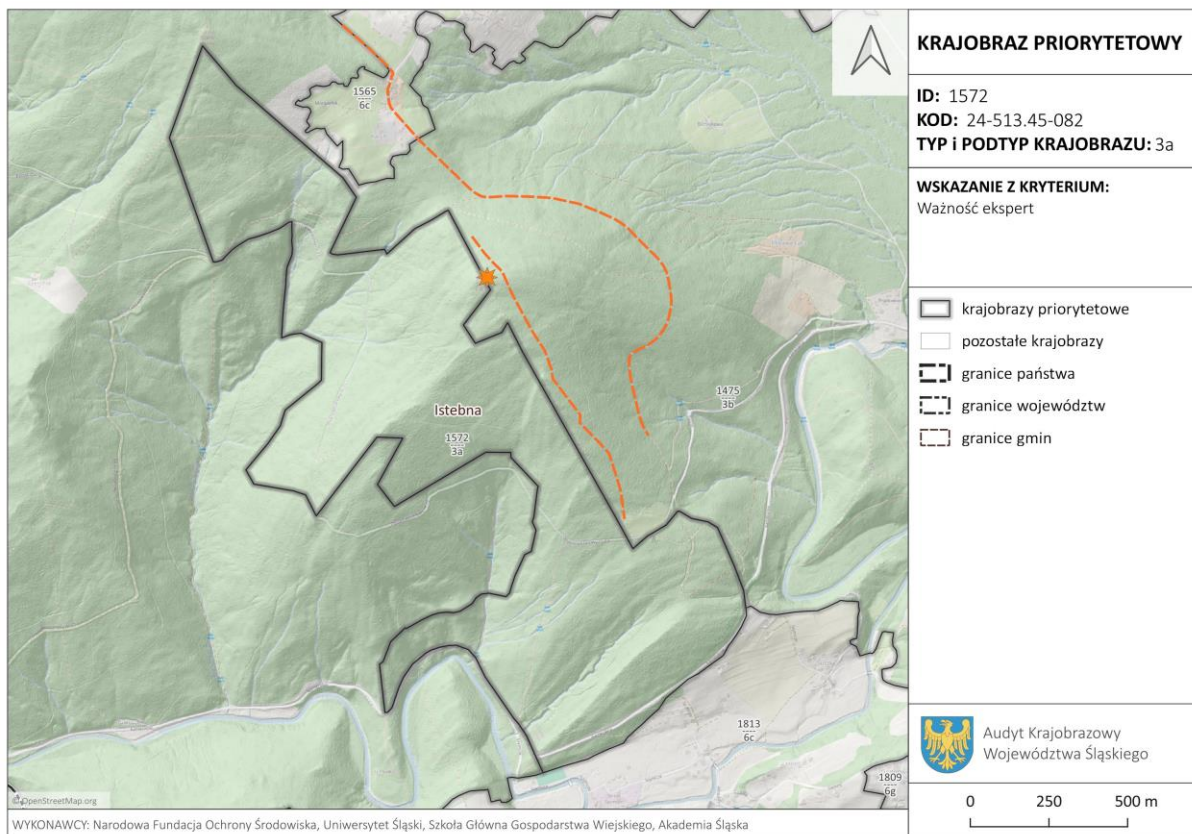 KRAJOBRAZ PRIORYTETOWY
ID: 1572
KOD: 24-513.45-082
TYP i PODTYP KRAJOBRAZU: 3a
WSKAZANIE Z KRYTERIUM:
Ważność ekspert
krajobrazy priorytetowe
pozostałe krajobrazy
granice państwa
granice województw
granice gmin
1565
6c
1475
3b
Istebna
1572
3a
1813
6c
1809
6g
© OpenStreetMap.org
Audyt Krajobrazowy
Województwa Śląskiego
0 250 500 m
WYKONAWCY: Narodowa Fundacja Ochrony Środowiska, Uniwersytet Śląski, Szkoła Główna Gospodarstwa Wiejskiego, Akademia Śląska